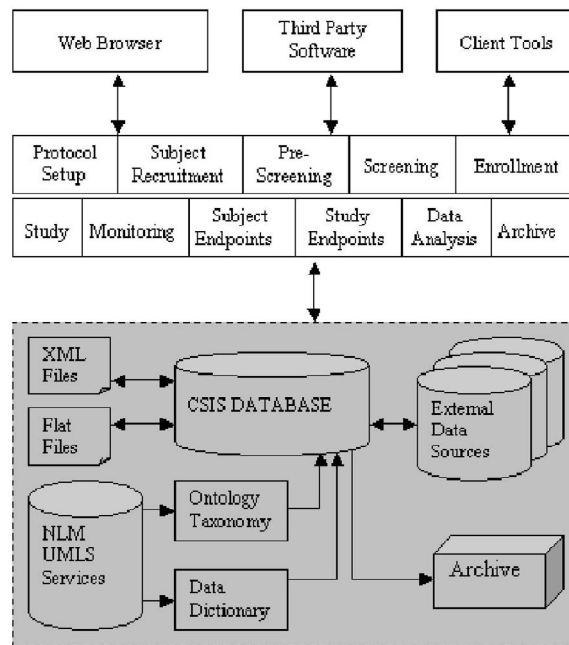 Web Browser
Third Party
Software
Client Tools
Protocol
Setup
Subject
Recruitment
Pre-
Screening
Screening
Enrollment
Study
Monitoring
Subject
Endpoints
Study
Endpoints
Data
Analysis
Archive
XML
Files
Flat
Files
CSIS DATABASE
External
Data
Sources
NLM
UMLS
Services
Ontology
Taxonomy
Data
Dictionary
Archive